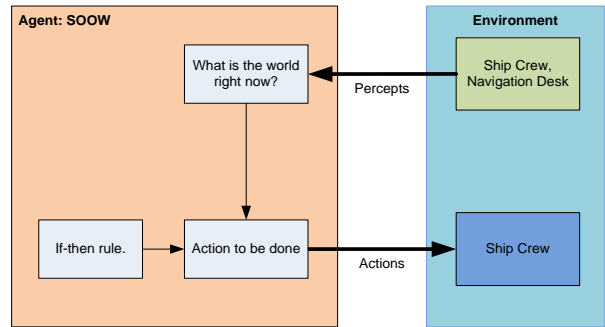 Agent: SOOW
Environment
What is the world
right now?
Ship Crew,
Navigation Desk
Percepts
If-then rule.
Action to be done
Ship Crew
Actions